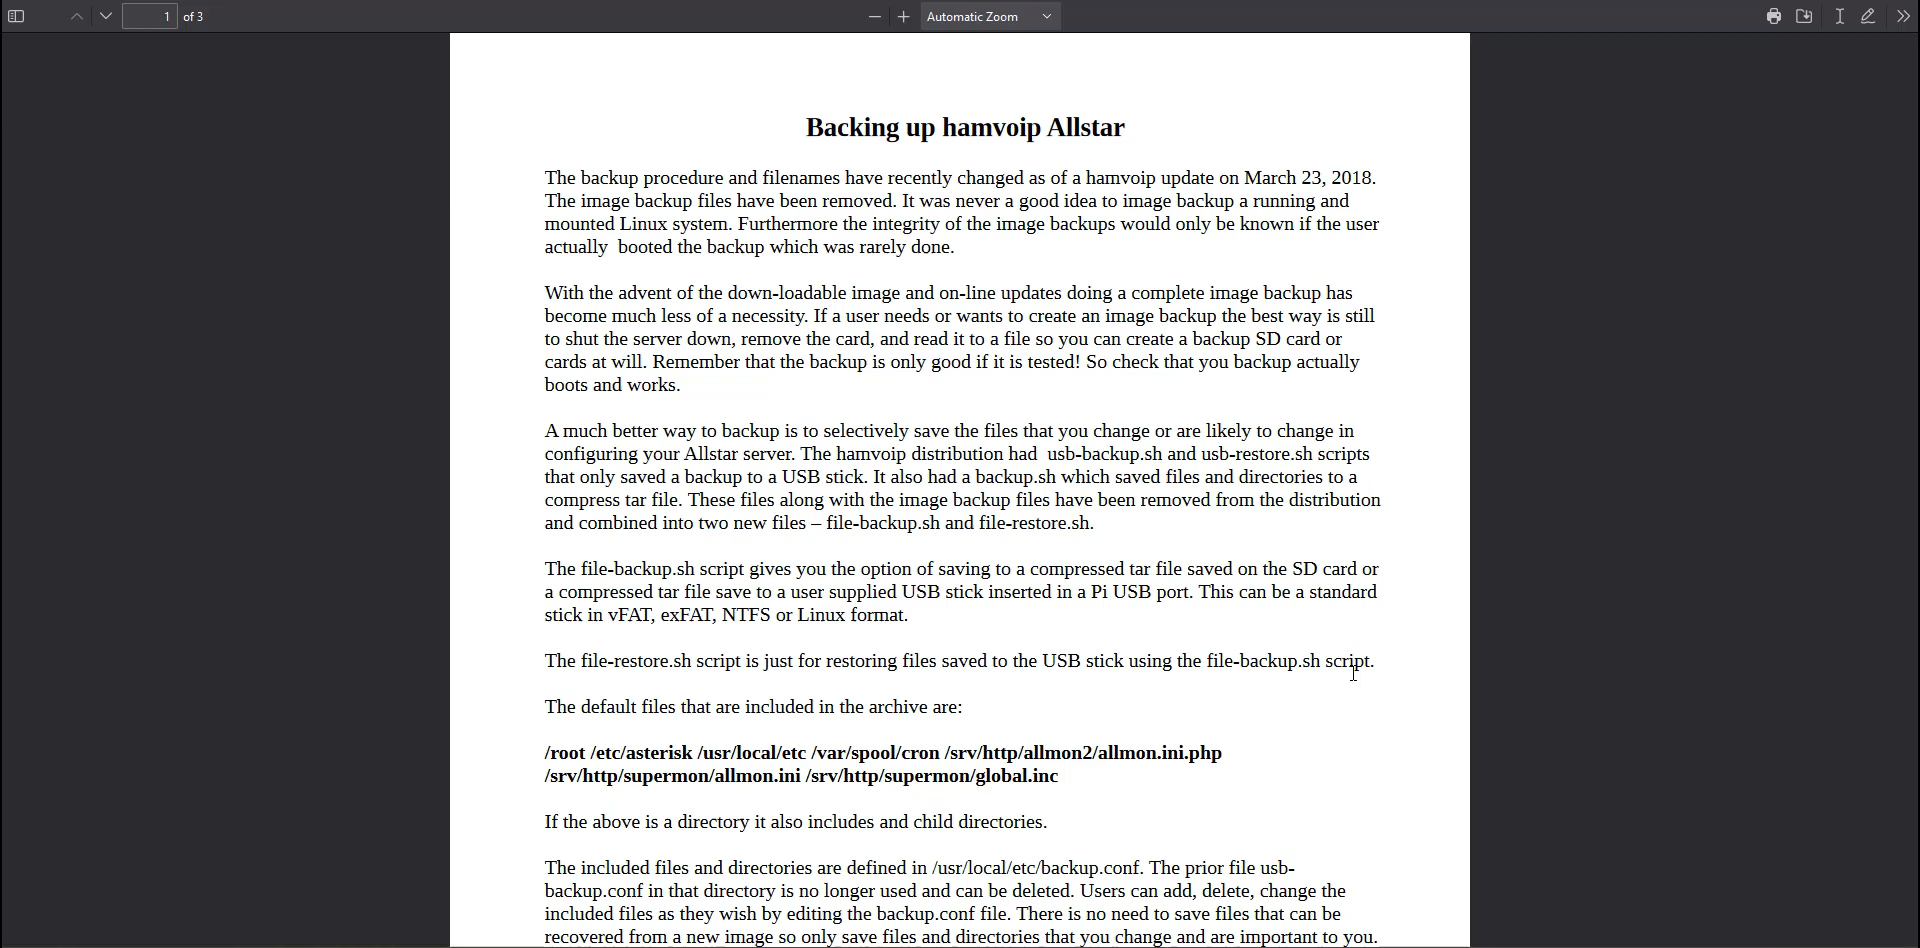 1 of 3
Automatic Zoom
Backing up hamvoip Allstar
The backup procedure and filenames have recently changed as of a hamvoip update on March 23, 2018.
The image backup files have been removed. It was never a good idea to image backup a running and
mounted Linux system. Furthermore the integrity of the image backups would only be known if the user
actually  booted the backup which was rarely done.
With the advent of the down-loadable image and on-line updates doing a complete image backup has
become much less of a necessity. If a user needs or wants to create an image backup the best way is still
to shut the server down, remove the card, and read it to a file so you can create a backup SD card or
cards at will. Remember that the backup is only good if it is tested! So check that you backup actually
boots and works.
A much better way to backup is to selectively save the files that you change or are likely to change in
configuring your Allstar server. The hamvoip distribution had  usb-backup.sh and usb-restore.sh scripts
that only saved a backup to a USB stick. It also had a backup.sh which saved files and directories to a
compress tar file. These files along with the image backup files have been removed from the distribution
and combined into two new files – file-backup.sh and file-restore.sh.
The file-backup.sh script gives you the option of saving to a compressed tar file saved on the SD card or
a compressed tar file save to a user supplied USB stick inserted in a Pi USB port. This can be a standard
stick in vFAT, exFAT, NTFS or Linux format.
The file-restore.sh script is just for restoring files saved to the USB stick using the file-backup.sh script.
The default files that are included in the archive are:
/root /etc/asterisk /usr/local/etc /var/spool/cron /srv/http/allmon2/allmon.ini.php
/srv/http/supermon/allmon.ini /srv/http/supermon/global.inc
If the above is a directory it also includes and child directories.
The included files and directories are defined in /usr/local/etc/backup.conf. The prior file usb-
backup.conf in that directory is no longer used and can be deleted. Users can add, delete, change the
included files as they wish by editing the backup.conf file. There is no need to save files that can be
recovered from a new image so only save files and directories that you change and are important to you.